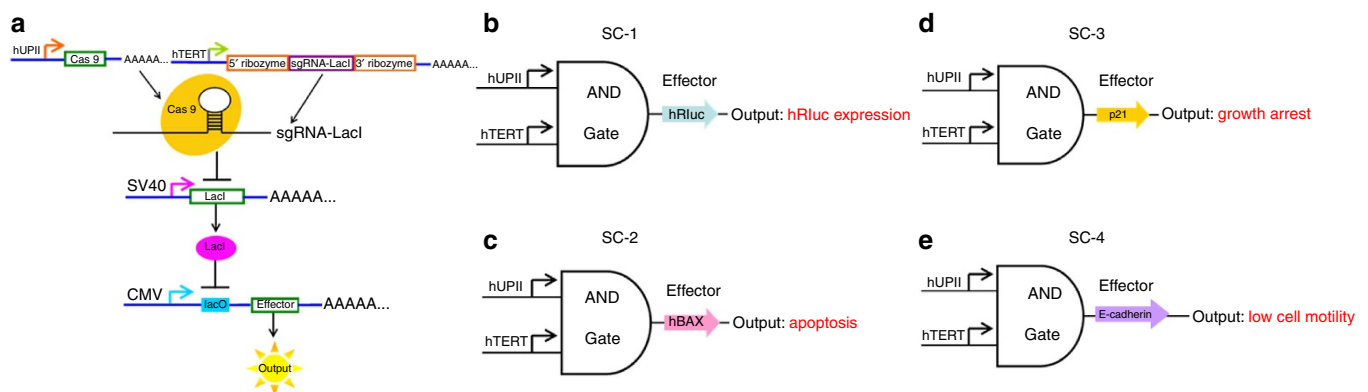 a
hUPII
Cas 9
AAAAA...
hTERT
5′ ribozyme
sgRNA-LacI
3′ ribozyme
AAAAA...
Cas 9
sgRNA-LacI
SV40
LacI
AAAAA...
LacI
CMV
lacO
Effector
AAAAA...
Output
b
SC-1
hUPII
hTERT
AND
Gate
Effector
hRluc
Output: hRluc expression
c
SC-2
hUPII
hTERT
AND
Gate
Effector
hBAX
Output: apoptosis
d
SC-3
hUPII
hTERT
AND
Gate
Effector
p21
Output: growth arrest
e
SC-4
hUPII
hTERT
AND
Gate
Effector
E-cadherin
Output: low cell motility